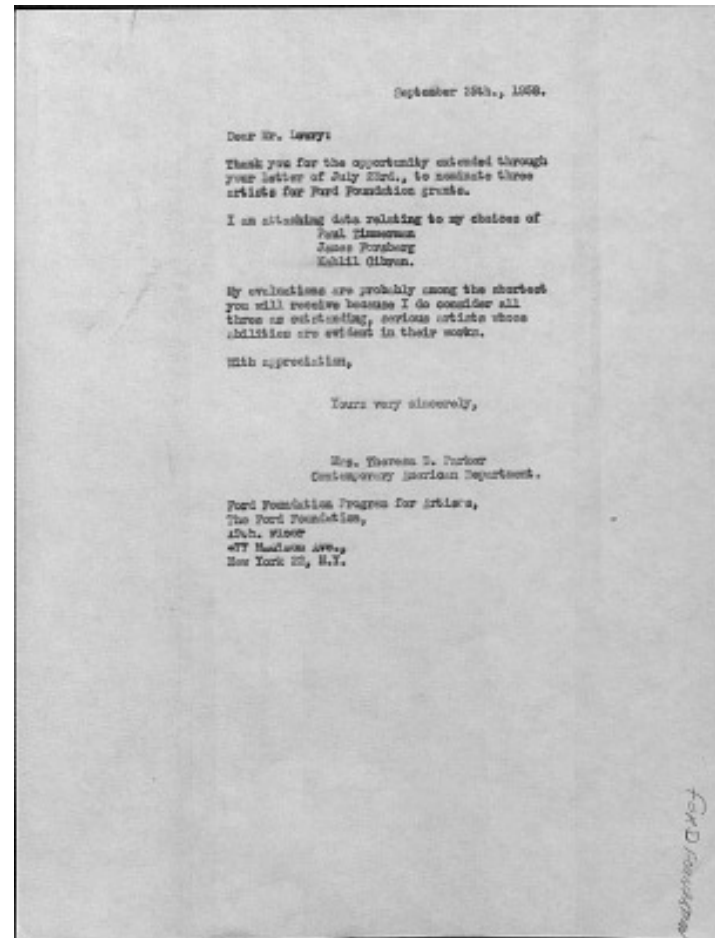 September 25th., 1958.
Dear Mr. Lowry:
Thank you for the opportunity extended through
your letter of July 23rd., to nominate three
artists for Ford Foundation grants.
I am attaching data relating to my choices of
Paul Zimmerman
James Forsberg
Kahlil Gibran.
My evaluations are probably among the shortest
you will receive because I do consider all
three as outstanding, serious artists whose
abilities are evident in their works.
With appreciation,
Yours very sincerely,
Mrs. Theresa D. Parker
Contemporary American Department.
Ford Foundation Program for Artists,
The Ford Foundation,
Floor
477 Madison Ave.,
New York 22, N.Y.
FORD FOUNDATION